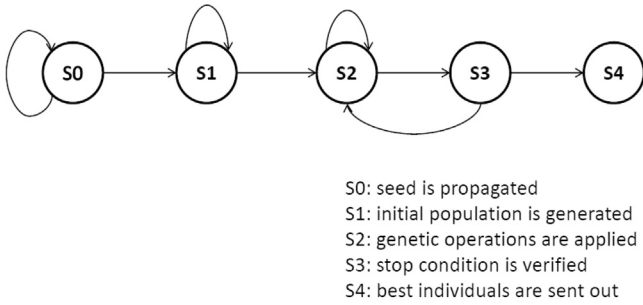 S0 S1 S2 S3 S4
S0: seed is propagated
S1: initial population is generated
S2: genetic operations are applied
S3: stop condition is verified
S4: best individuals are sent out